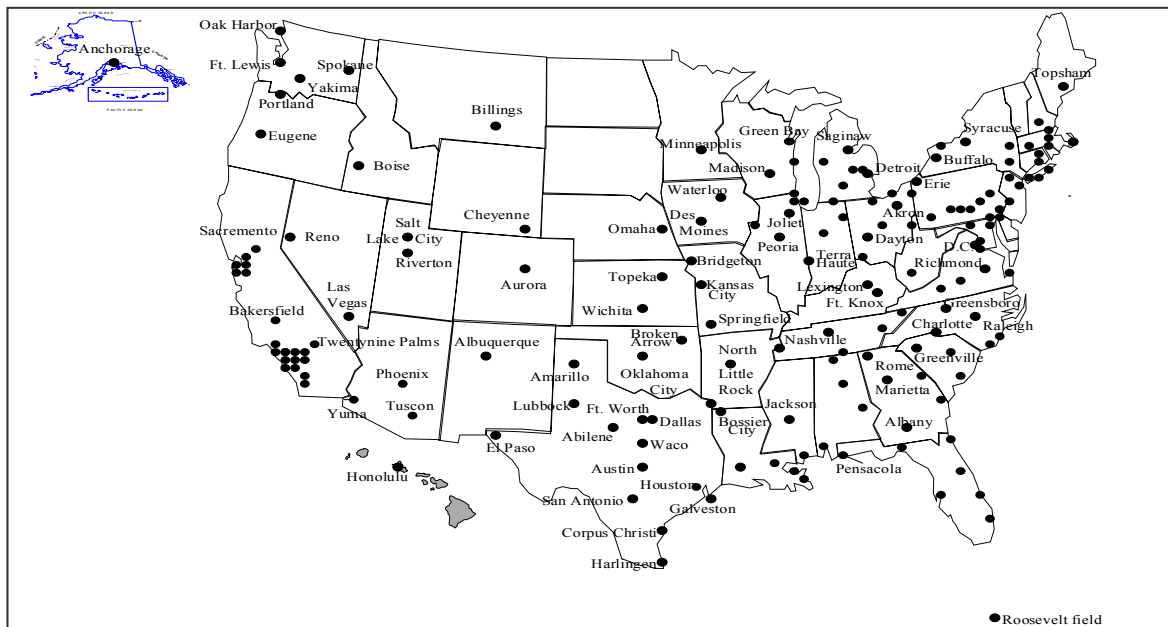 ARCTIC OCEAN
Anchorage
PACIFIC OCEAN
Oak Harbor
Ft. Lewis
Spokane
Yakima
Portland
Eugene
Billings
Boise
Minneapolis
Green Bay
Saginaw
Syracuse
Topsham
Madison
Detroit
Buffalo
Waterloo
Erie
Cheyenne
Salt
Lake City
Riverton
Sacremento
Reno
Omaha
Des
Moines
Joliet
Peoria
Akron
Dayton
D.C.
Terra
Haute
Richmond
Bridgeton
Aurora
Topeka
Kansas
City
Lexington
Ft. Knox
Las
Vegas
Bakersfield
Wichita
Springfield
Greensboro
Raleigh
Charlotte
Nashville
Twentynine Palms
Albuquerque
Broken
Arrow
Oklahoma
City
North
Little
Rock
Rome
Marietta
Greenville
Phoenix
Amarillo
Yuma
Tuscon
Lubbock
Ft. Worth
Dallas
Abilene
Bossier
City
Jackson
Albany
El Paso
Waco
Austin
Pensacola
Honolulu
Houston
San Antonio
Galveston
Corpus Christi
Harlingen
Roosevelt field